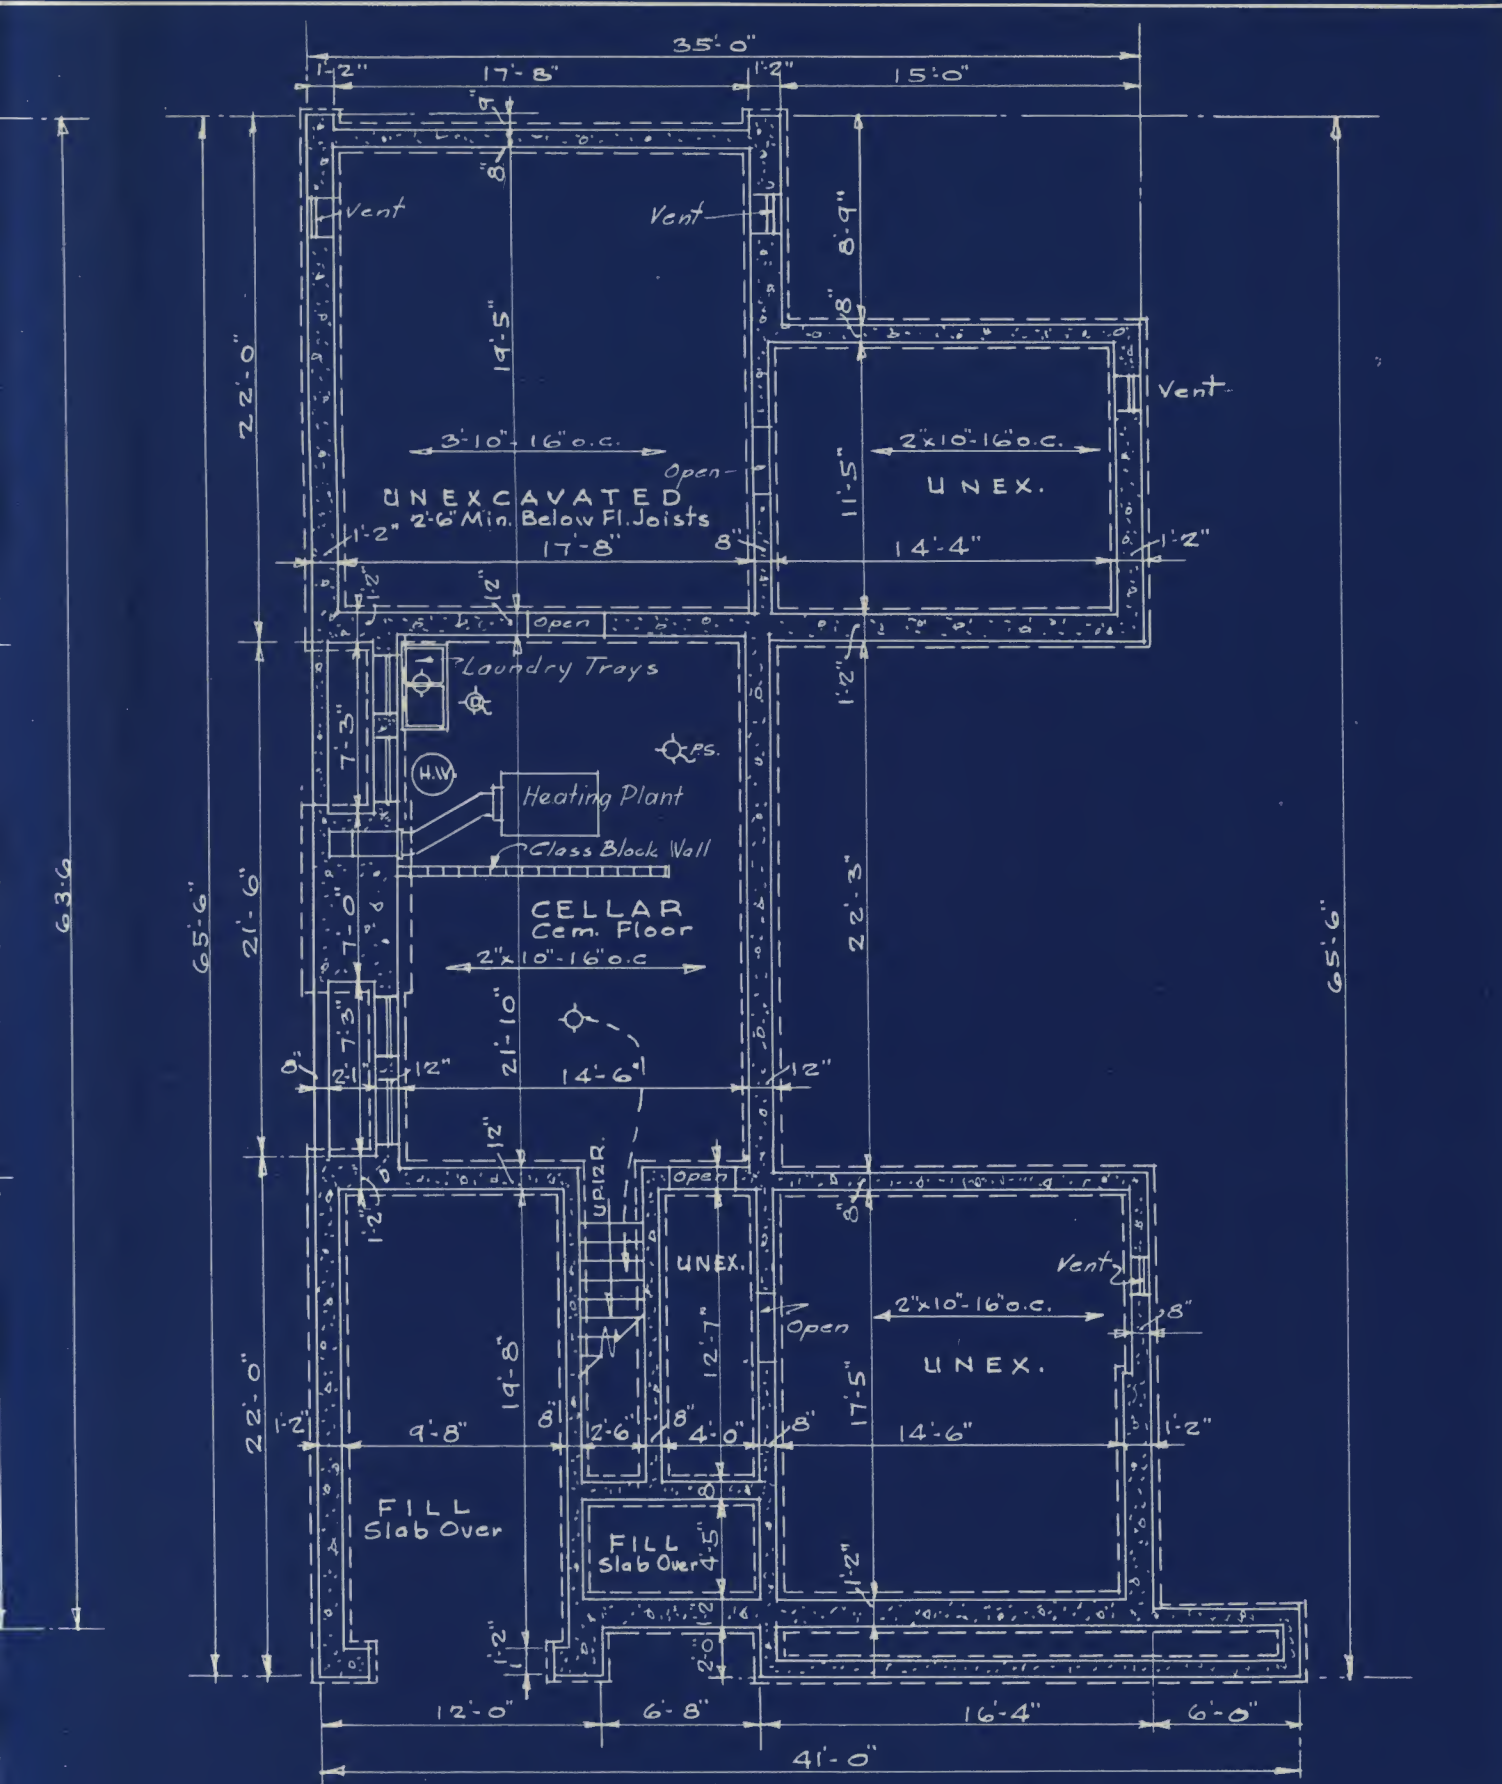 35'-0"
1'-2"
17'-8"
1'-2"
15'-0"
9"
8"
Vent
Vent
8'-9"
8"
19'-5"
22'-0"
Vent
3'-10"-16"o.c.
2"x10"-16"o.c.
Open
UNEX.
11'-5"
UNEXCAVATED
2'-6" Min. Below Fl. Joists
1'-2"
17'-8"
8"
14'-4"
1'-2"
1'-2"
12"
Open
Laundry Trays
1'-2"
7'-3"
P.S.
H.W.
Heating Plant
Glass Block Wall
63'-6
65'-6"
21'-6"
7'-0"
CELLAR
Cem. Floor
2"x10"-16"o.c
22'-3"
65'-6"
7'-3"
21'-10"
8"
2'-1"
12"
14'-6"
12"
12"
UP 12 R.
Open
1'-2"
8"
UNEX.
Vent
2"x10"-16"o.c.
8"
Open
12'-7"
UNEX.
22'-0"
19'-8"
17'-5"
1'-2"
9'-8"
8"
2'-6"
8"
4'-0"
8"
14'-6"
1'-2"
8
FILL
Slab Over
FILL
Slab Over
4'-5"
1'-2"
12
1'-2"
2'-0"
12'-0"
6'-8"
16'-4"
6'-0"
41'-0"